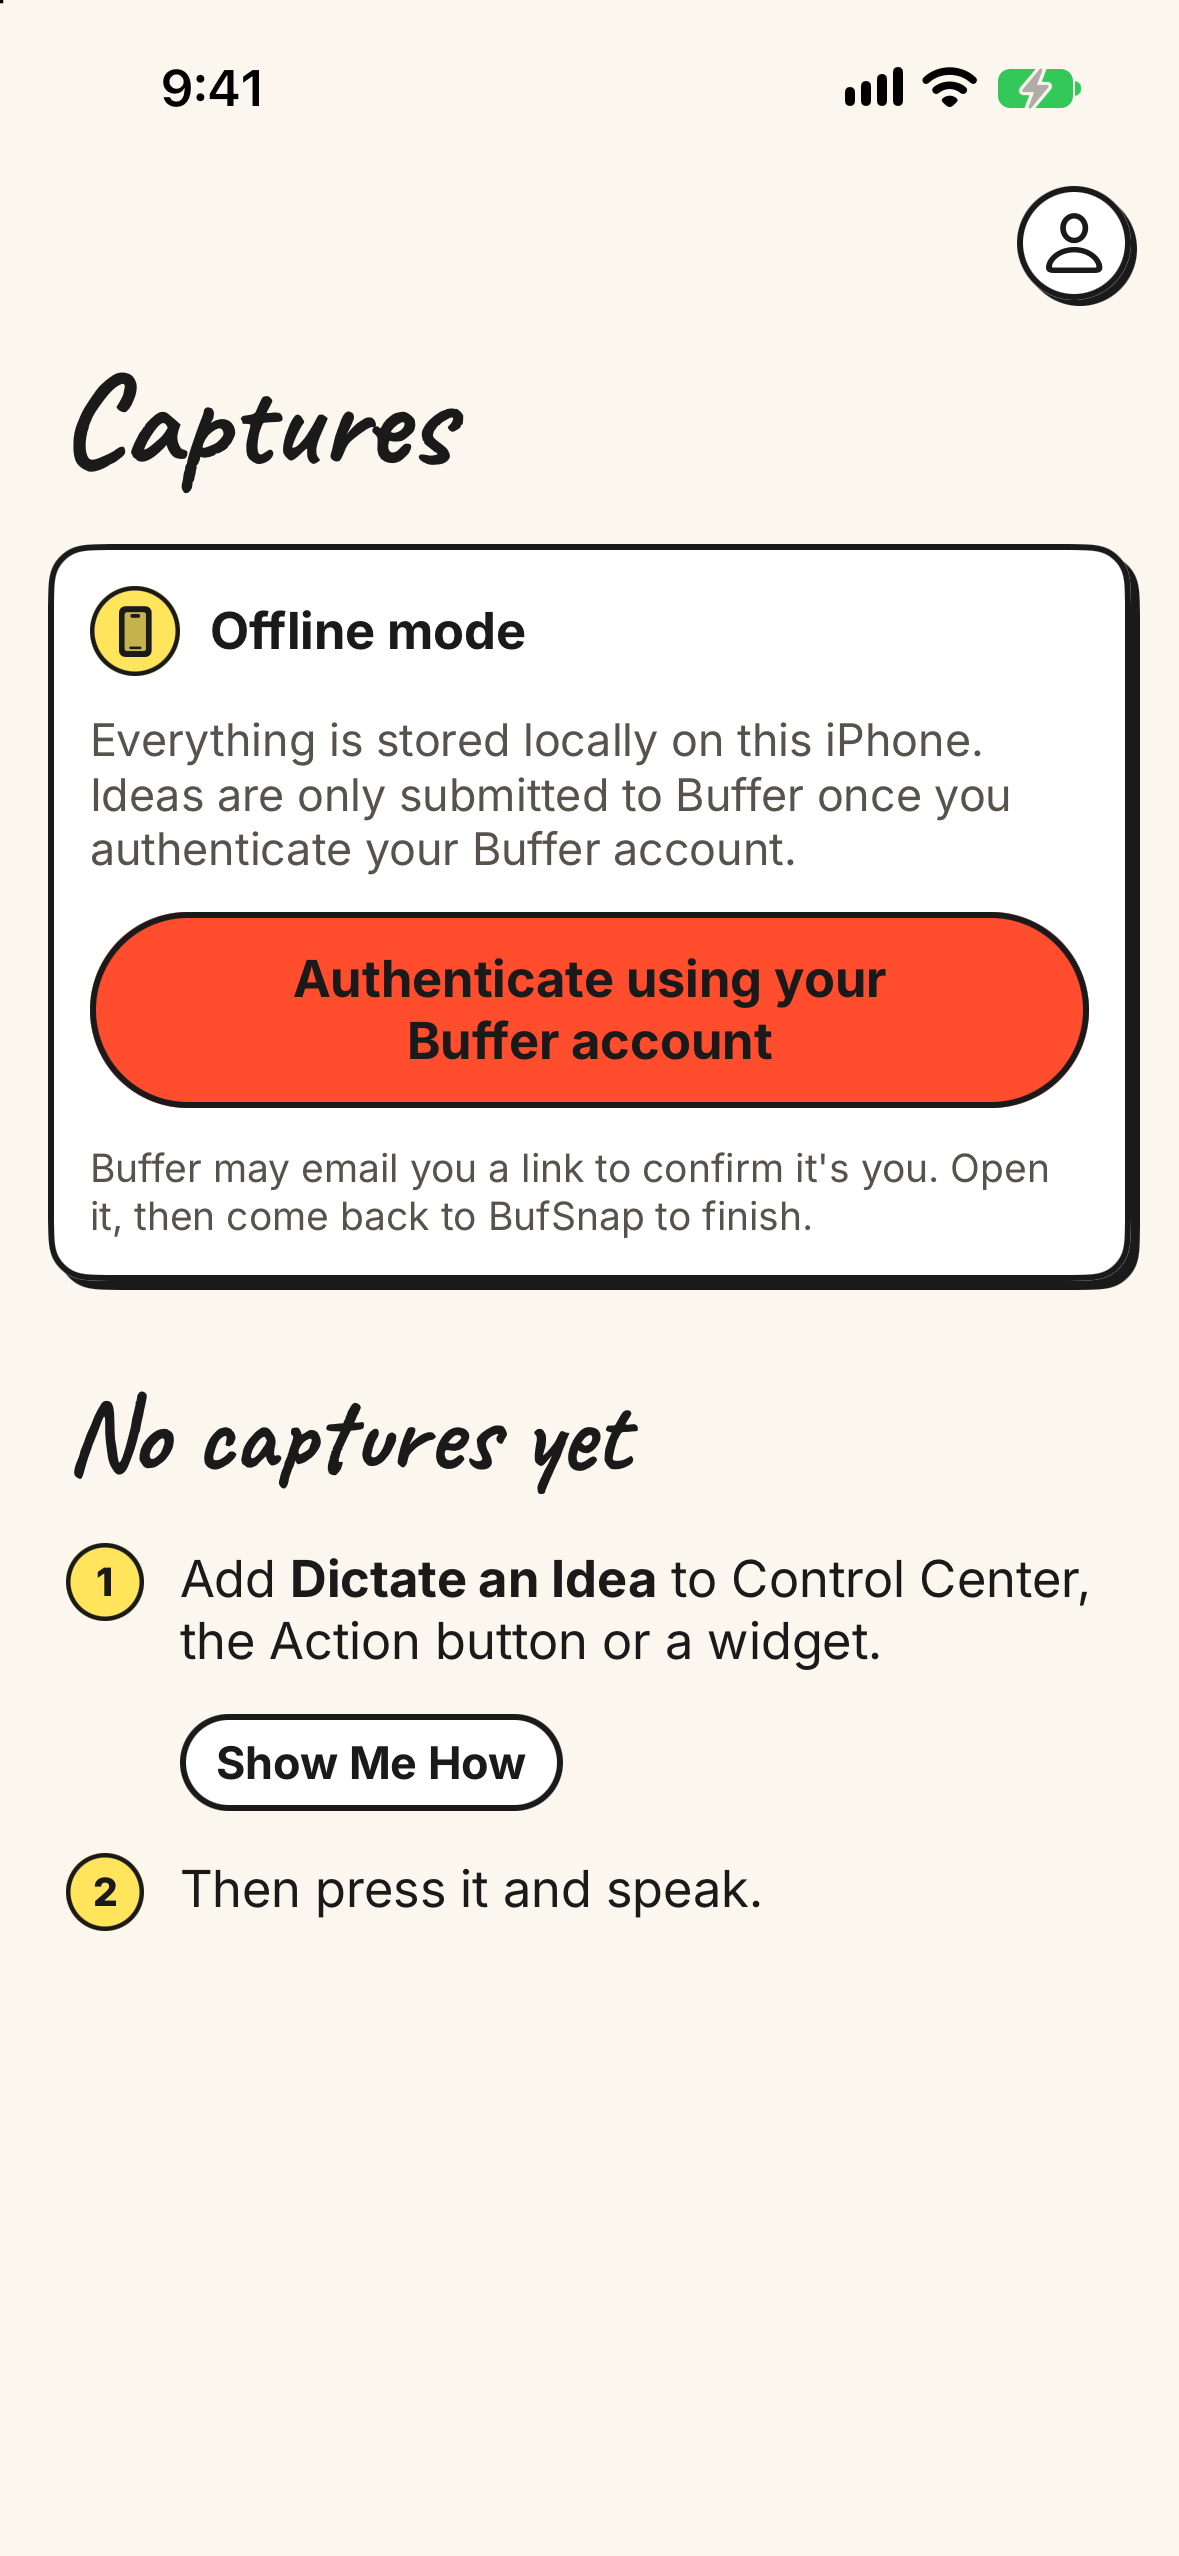 9:41
Captures
Offline mode
Everything is stored locally on this iPhone.
Ideas are only submitted to Buffer once you
authenticate your Buffer account.
Authenticate using your
Buffer account
Buffer may email you a link to confirm it's you. Open
it, then come back to BufSnap to finish.
No captures yet
1 Add Dictate an Idea to Control Center,
the Action button or a widget.
Show Me How
2 Then press it and speak.